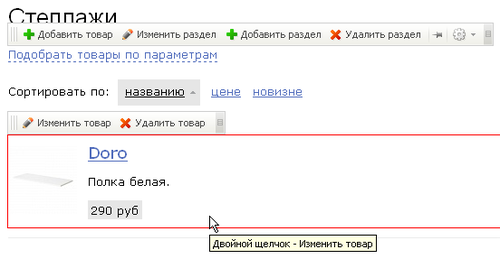 Стеллажи
Добавить товар Изменить раздел Добавить раздел Удалить раздел
Подобрать товары по параметрам
Сортировать по: названию цене новизне
Изменить товар Удалить товар
Doro
Полка белая.
290 руб
Двойной щелчок - Изменить товар